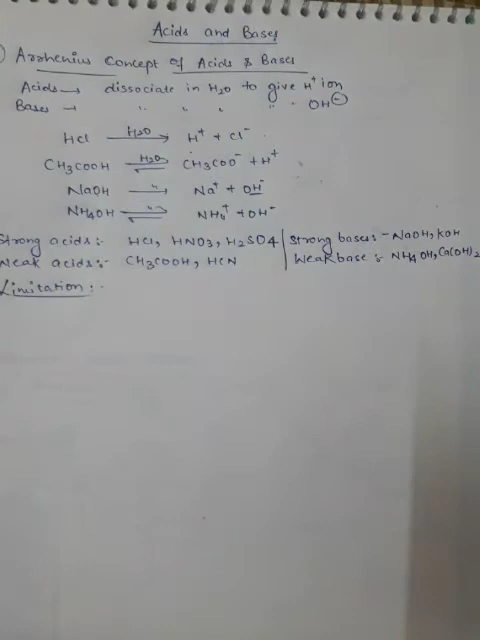 Acids and Bases
) Arrhenius Concept of Acids & Bases
Acids → dissociate in H₂O to give H⁺ ion
Bases → " " " " " OH⊖
HCl —H₂O→ H⁺ + Cl⁻
CH₃COOH ⇌H₂O CH₃COO⁻ + H⁺
NaOH —"→ Na⁺ + OH⁻
NH₄OH ⇌" NH₄⁺ + OH⁻
Strong acids :- HCl, HNO₃, H₂SO₄ | Strong bases :- NaOH, KOH
Weak acids :- CH₃COOH, HCN | Weak base :- NH₄OH, Ca(OH)₂
Limitation :-